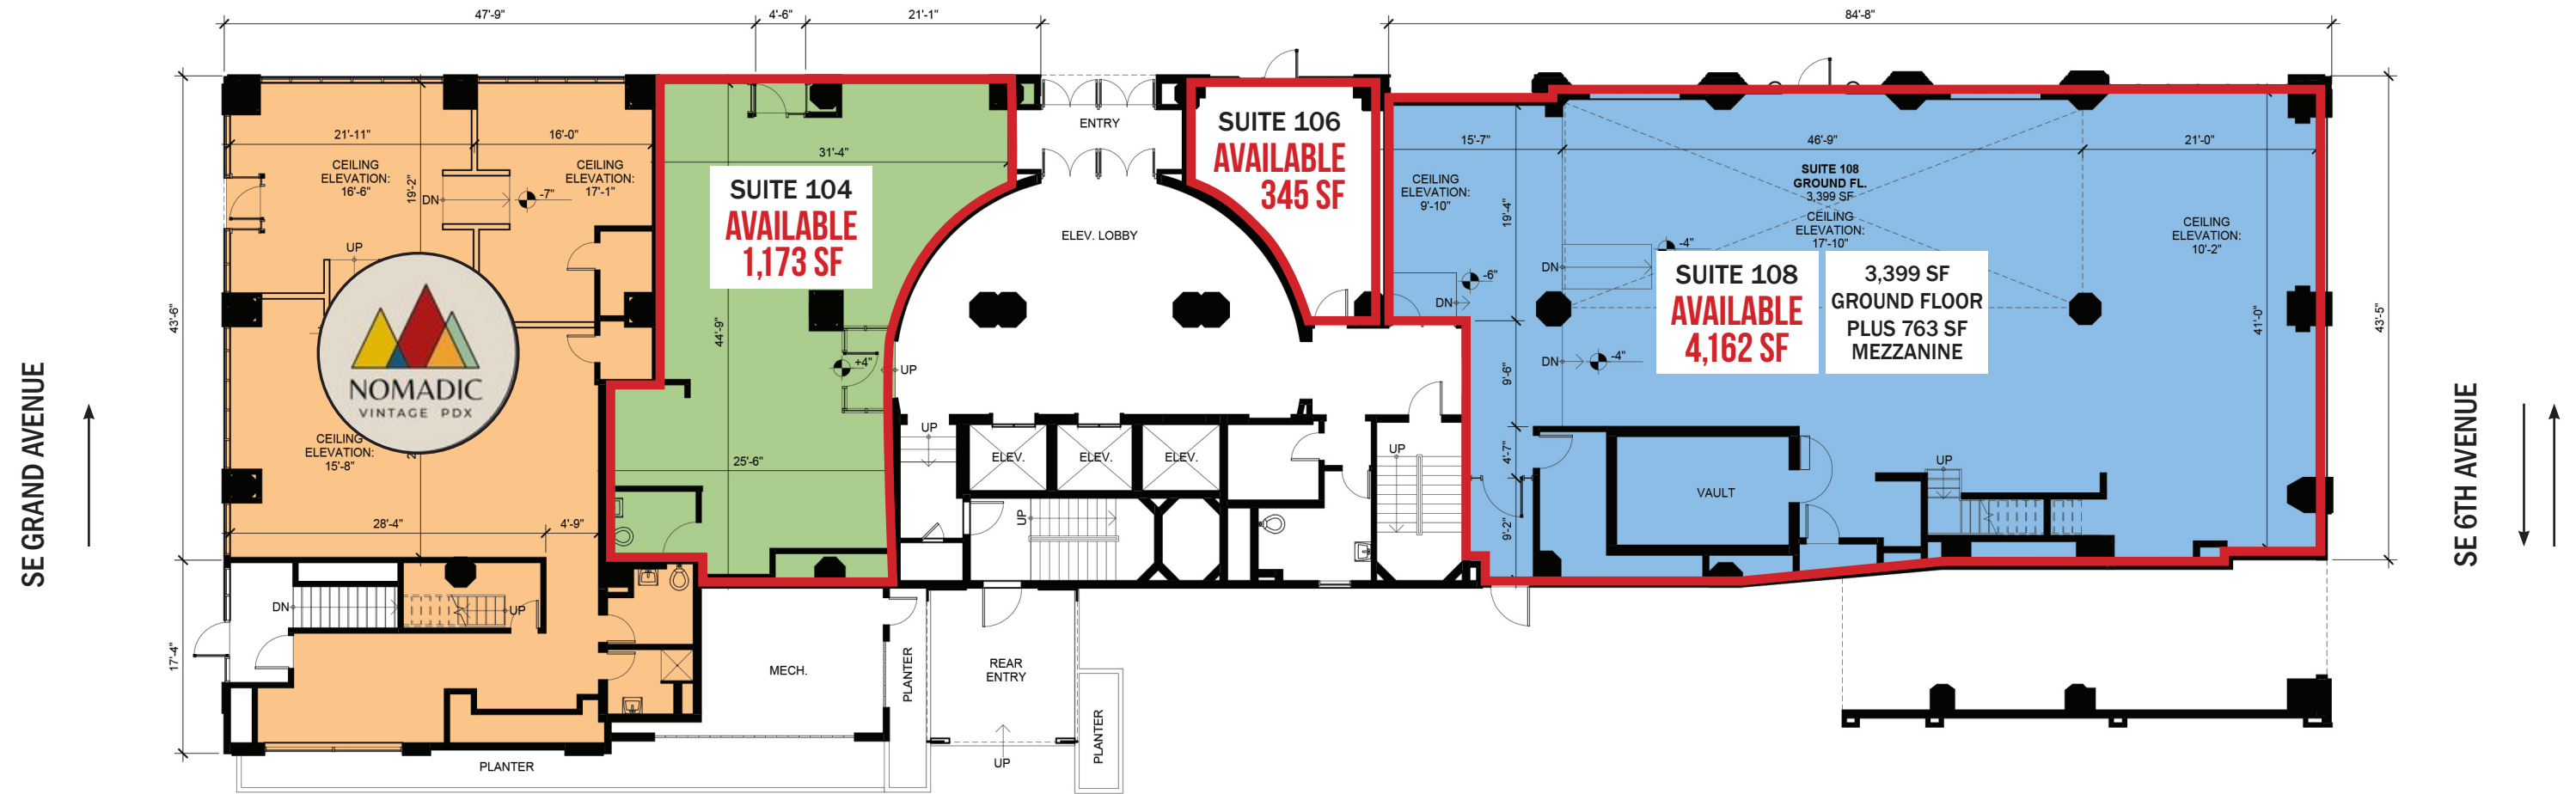 47'-9"
4'-6"
21'-1"
84'-8"
21'-11"
16'-0"
CEILING
ELEVATION:
16'-6"
19'-2"
CEILING
ELEVATION:
17'-1"
DN
-7"
UP
NOMADIC
VINTAGE PDX
CEILING
ELEVATION:
15'-8"
28'-4"
4'-9"
43'-6"
17'-4"
SE GRAND AVENUE
DN
UP
PLANTER
31'-4"
SUITE 104
AVAILABLE
1,173 SF
44'-9"
+4"
UP
25'-6"
MECH.
PLANTER
ENTRY
ELEV. LOBBY
UP
ELEV.
ELEV.
ELEV.
UP
REAR
ENTRY
UP
PLANTER
SUITE 106
AVAILABLE
345 SF
UP
15'-7"
46'-9"
21'-0"
CEILING
ELEVATION:
9'-10"
19'-4"
SUITE 108
GROUND FL.
3,399 SF
CEILING
ELEVATION:
17'-10"
CEILING
ELEVATION:
10'-2"
-4"
DN
-6"
DN
SUITE 108
AVAILABLE
4,162 SF
3,399 SF
GROUND FLOOR
PLUS 763 SF
MEZZANINE
DN
-4"
9'-6"
4'-7"
9'-2"
VAULT
UP
41'-0"
43'-5"
SE 6TH AVENUE